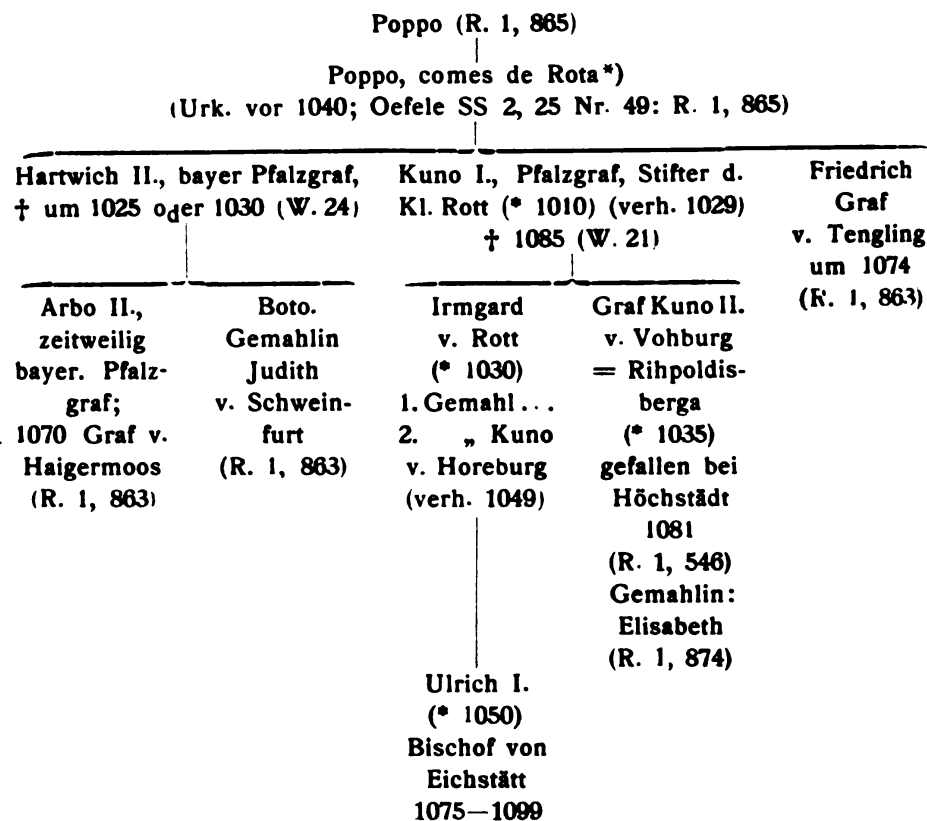 Poppo (R. 1, 865)
Poppo, comes de Rota*)
(Urk. vor 1040; Oefele SS 2, 25 Nr. 49: R. 1, 865)
Hartwich II., bayer Pfalzgraf,
† um 1025 oder 1030 (W. 24)
Kuno I., Pfalzgraf, Stifter d.
Kl. Rott (* 1010) (verh. 1029)
† 1085 (W. 21)
Friedrich
Graf
v. Tengling
um 1074
(R. 1, 863)
Arbo II.,
zeitweilig
bayer. Pfalz-
graf;
1070 Graf v.
Haigermoos
(R. 1, 863)
Boto.
Gemahlin
Judith
v. Schwein-
furt
(R. 1, 863)
Irmgard
v. Rott
(* 1030)
1. Gemahl...
2. „ Kuno
v. Horeburg
(verh. 1049)
Graf Kuno II.
v. Vohburg
= Rihpoldis-
berga
(* 1035)
gefallen bei
Höchstädt
1081
(R. 1, 546)
Gemahlin:
Elisabeth
(R. 1, 874)
Ulrich I.
(* 1050)
Bischof von
Eichstätt
1075—1099